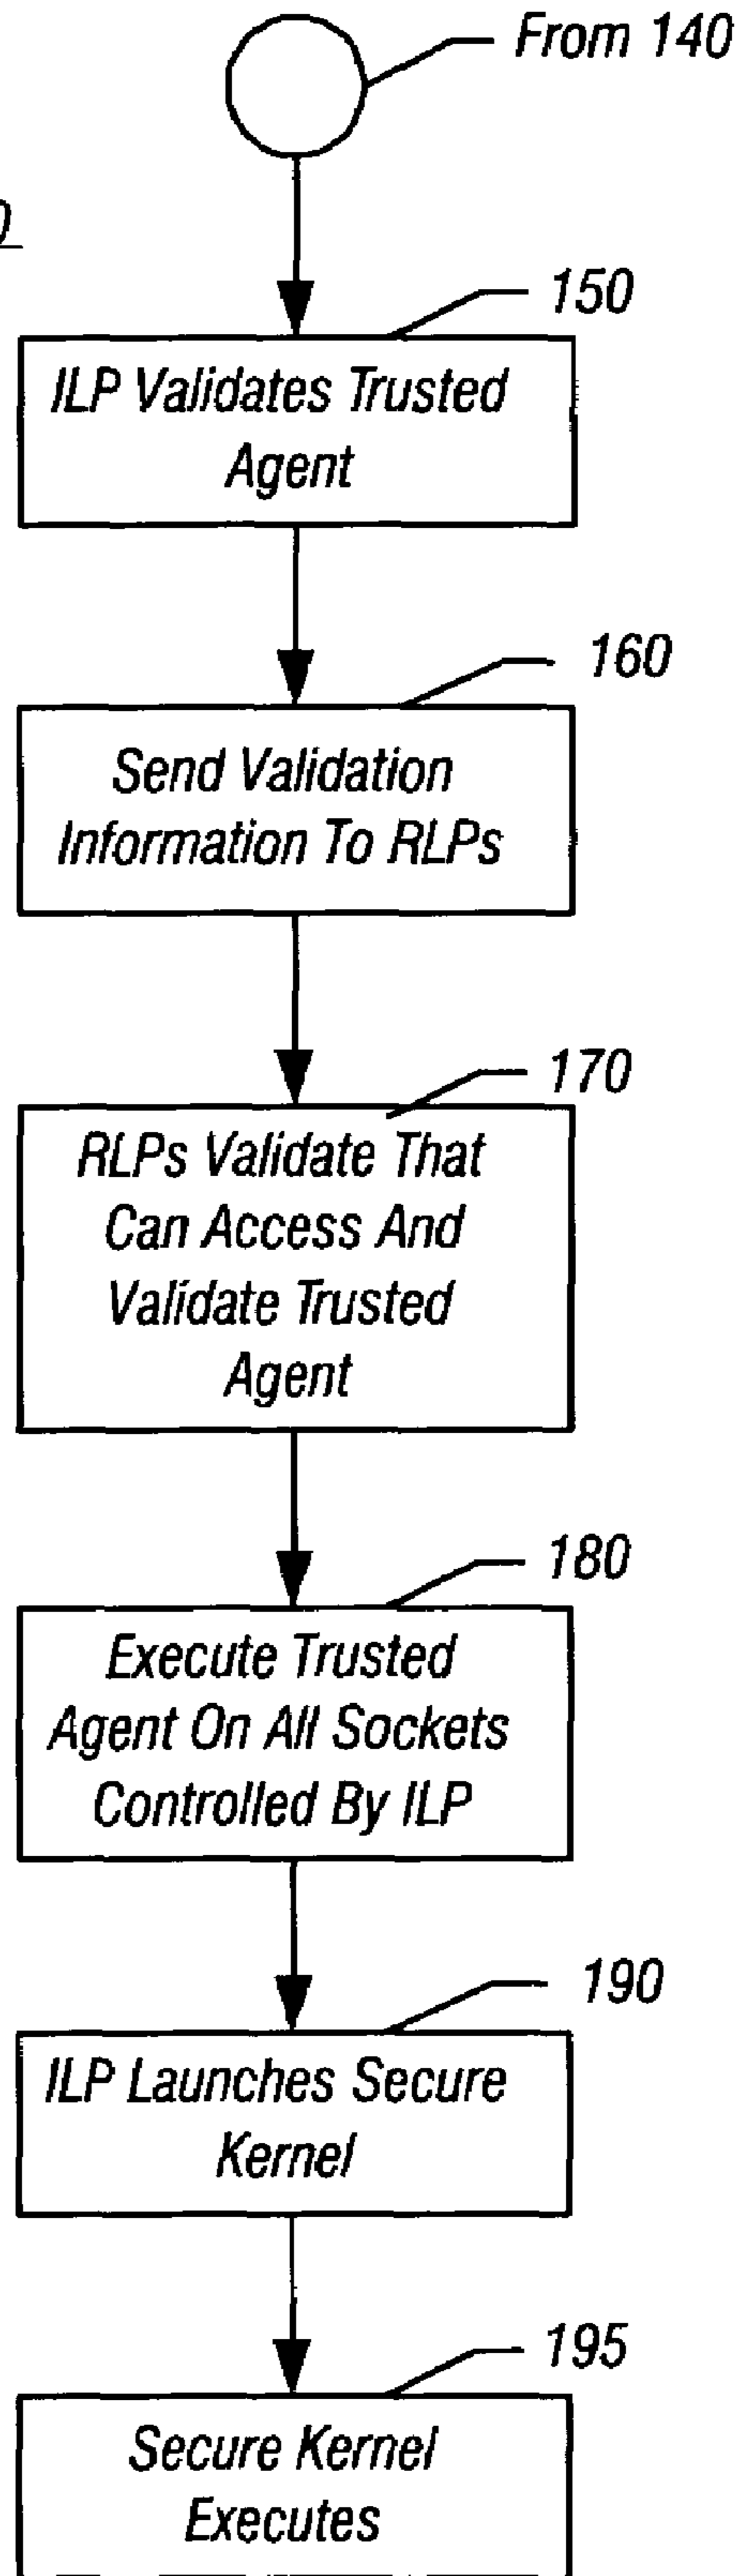 From 140
150
ILP Validates Trusted
Agent
160
Send Validation
Information To RLPs
170
RLPs Validate That
Can Access And
Validate Trusted
Agent
180
Execute Trusted
Agent On All Sockets
Controlled By ILP
190
ILP Launches Secure
Kernel
195
Secure Kernel
Executes